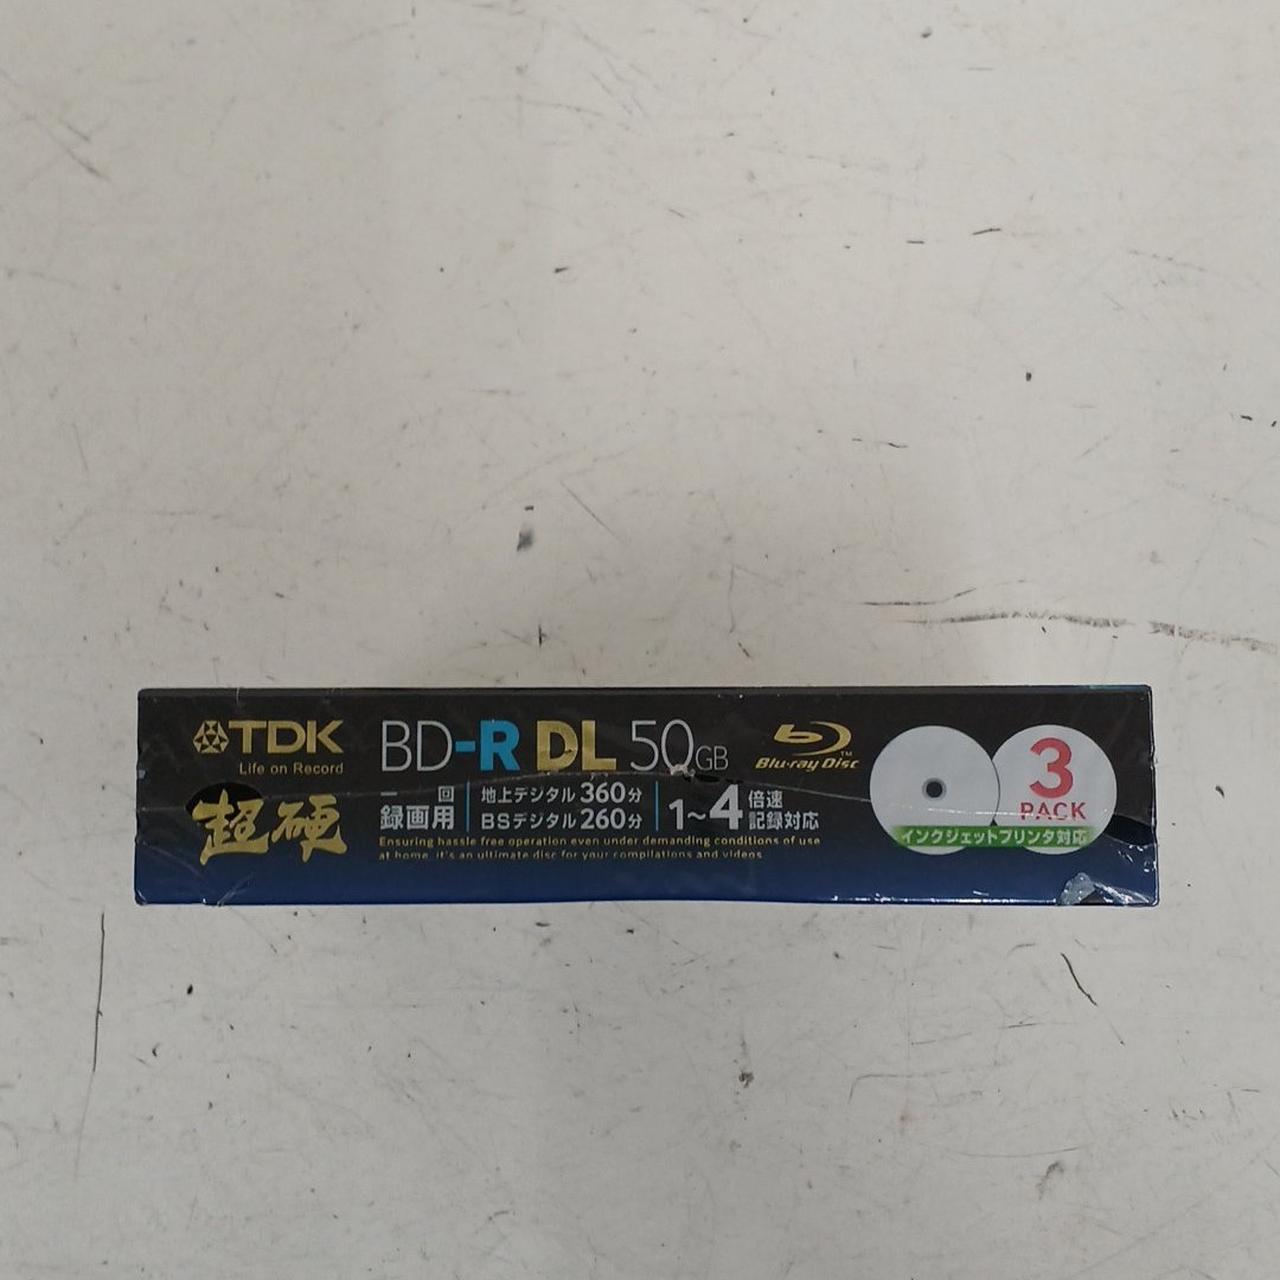 TDK
Life on Record
超硬
BD-R DL 50GB
一回
録画用
地上デジタル 360分
BSデジタル 260分
1~4倍速
記録対応
Ensuring hassle free operation even under demanding conditions of use
at home, it's an ultimate disc for your compilations and videos
Blu-ray Disc™
3
PACK
インクジェットプリンタ対応